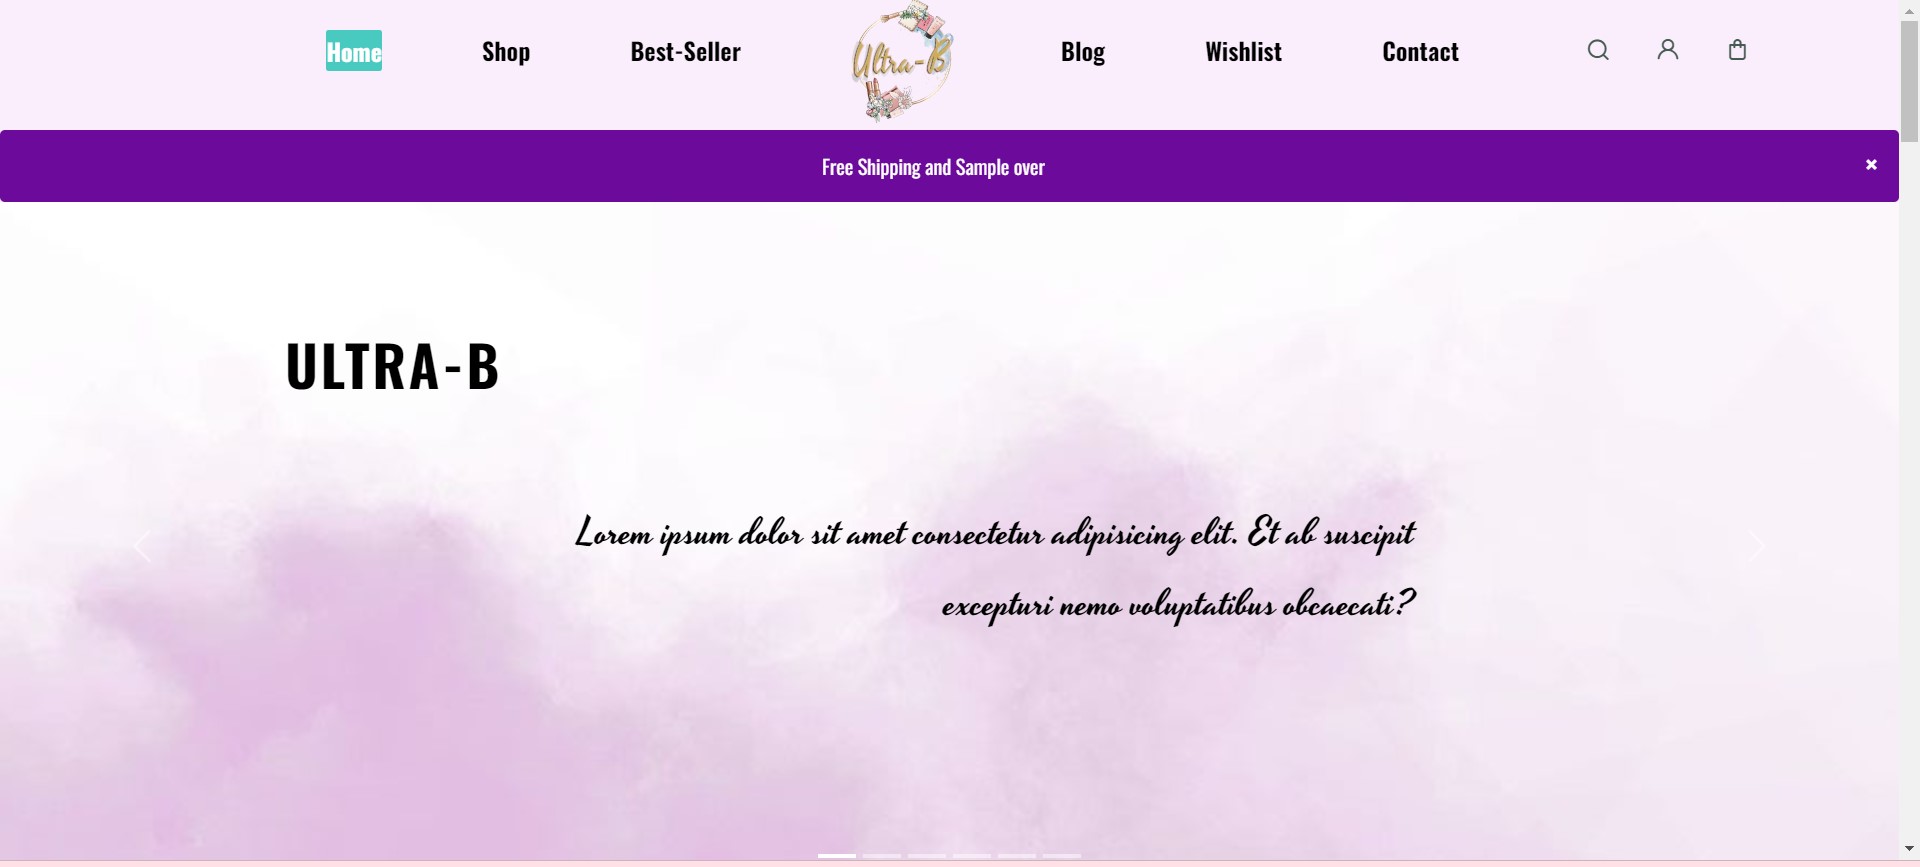 Home Shop Best-Seller Ultra-B Blog Wishlist Contact
Free Shipping and Sample over
ULTRA-B
Lorem ipsum dolor sit amet consectetur adipisicing elit. Et ab suscipit
excepturi nemo voluptatibus obcaecati?